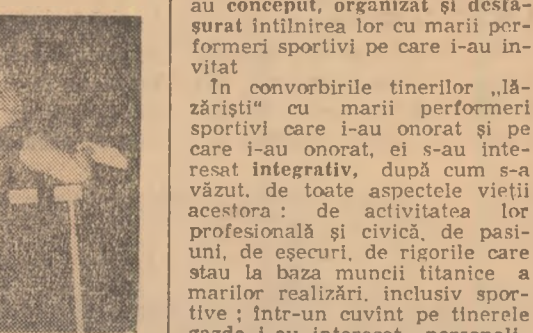 au conceput, organizat și desfă-
șurat întîlnirea lor cu marii per-
formeri sportivi pe care i-au in-
vitat
În convorbirile tinerilor „lă-
zăriști“ cu marii performeri
sportivi care i-au onorat și pe
care i-au onorat, ei s-au inte-
resat integrativ, după cum s-a
văzut, de toate aspectele vieții
acestora : de activitatea lor
profesională și civică, de pasi-
uni, de eșecuri, de rigorile care
stau la baza muncii titanice a
marilor realizări, inclusiv spor-
tive ; într-un cuvînt pe tinerele
gazde i-au interesat personali-